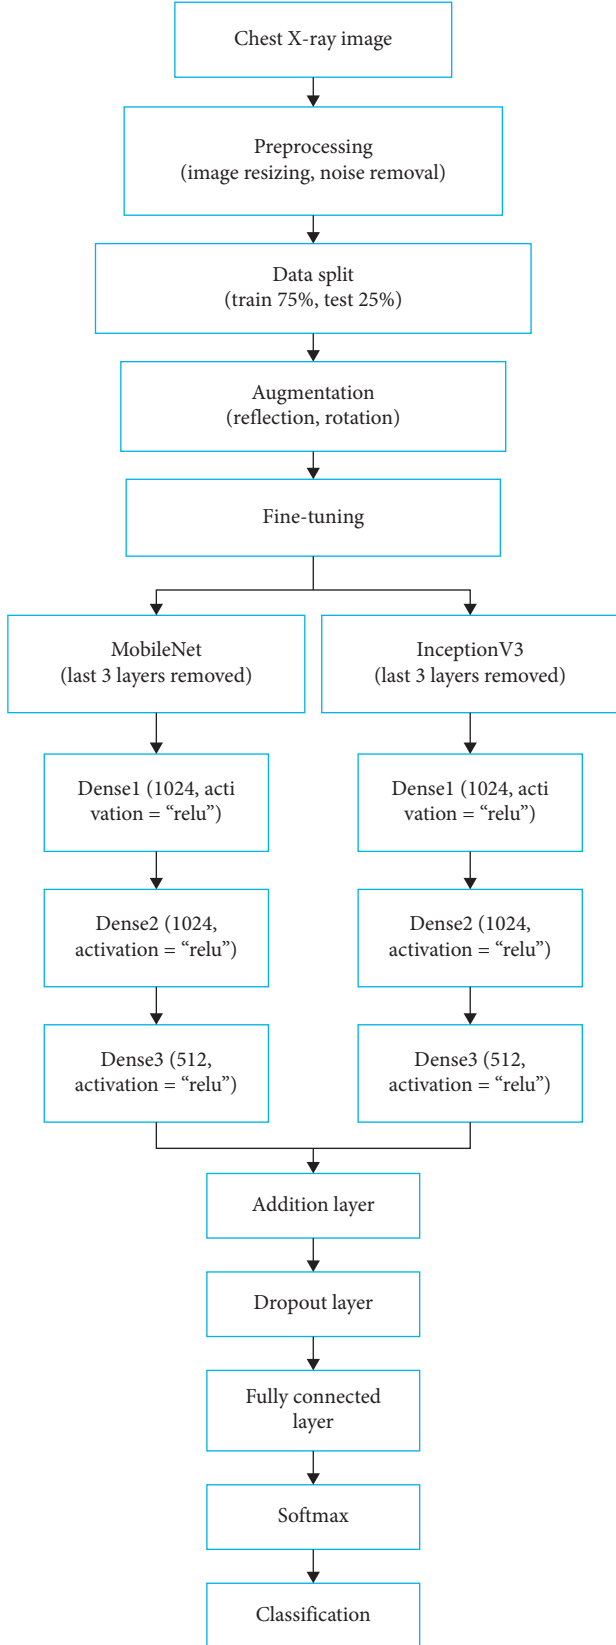 Chest X-ray image
Preprocessing
(image resizing, noise removal)
Data split
(train 75%, test 25%)
Augmentation
(reflection, rotation)
Fine-tuning
MobileNet
(last 3 layers removed)
InceptionV3
(last 3 layers removed)
Dense1 (1024, acti
vation = “relu”)
Dense1 (1024, acti
vation = “relu”)
Dense2 (1024,
activation = “relu”)
Dense2 (1024,
activation = “relu”)
Dense3 (512,
activation = “relu”)
Dense3 (512,
activation = “relu”)
Addition layer
Dropout layer
Fully connected
layer
Softmax
Classification